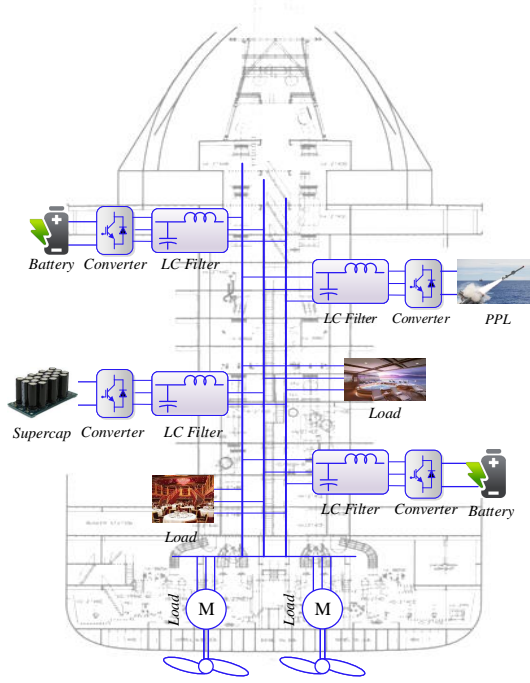 Battery
Converter
LC Filter
LC Filter
Converter
PPL
Load
Supercap
Converter
LC Filter
LC Filter
Converter
Battery
Load
Load
M
Load
M